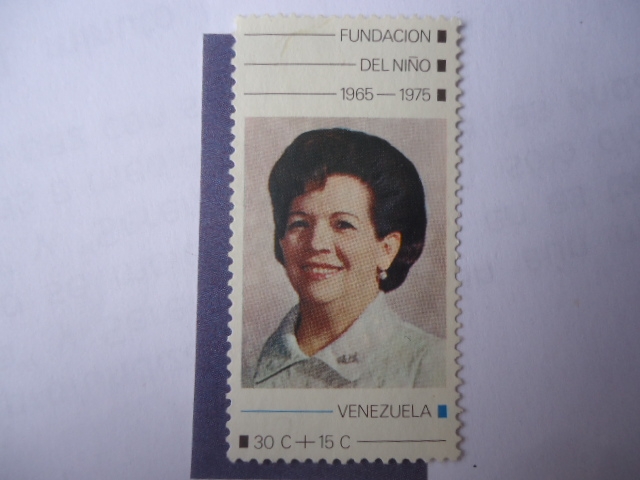 FUNDACION
DEL NIÑO
1965—1975
VENEZUELA
30 C+15 C